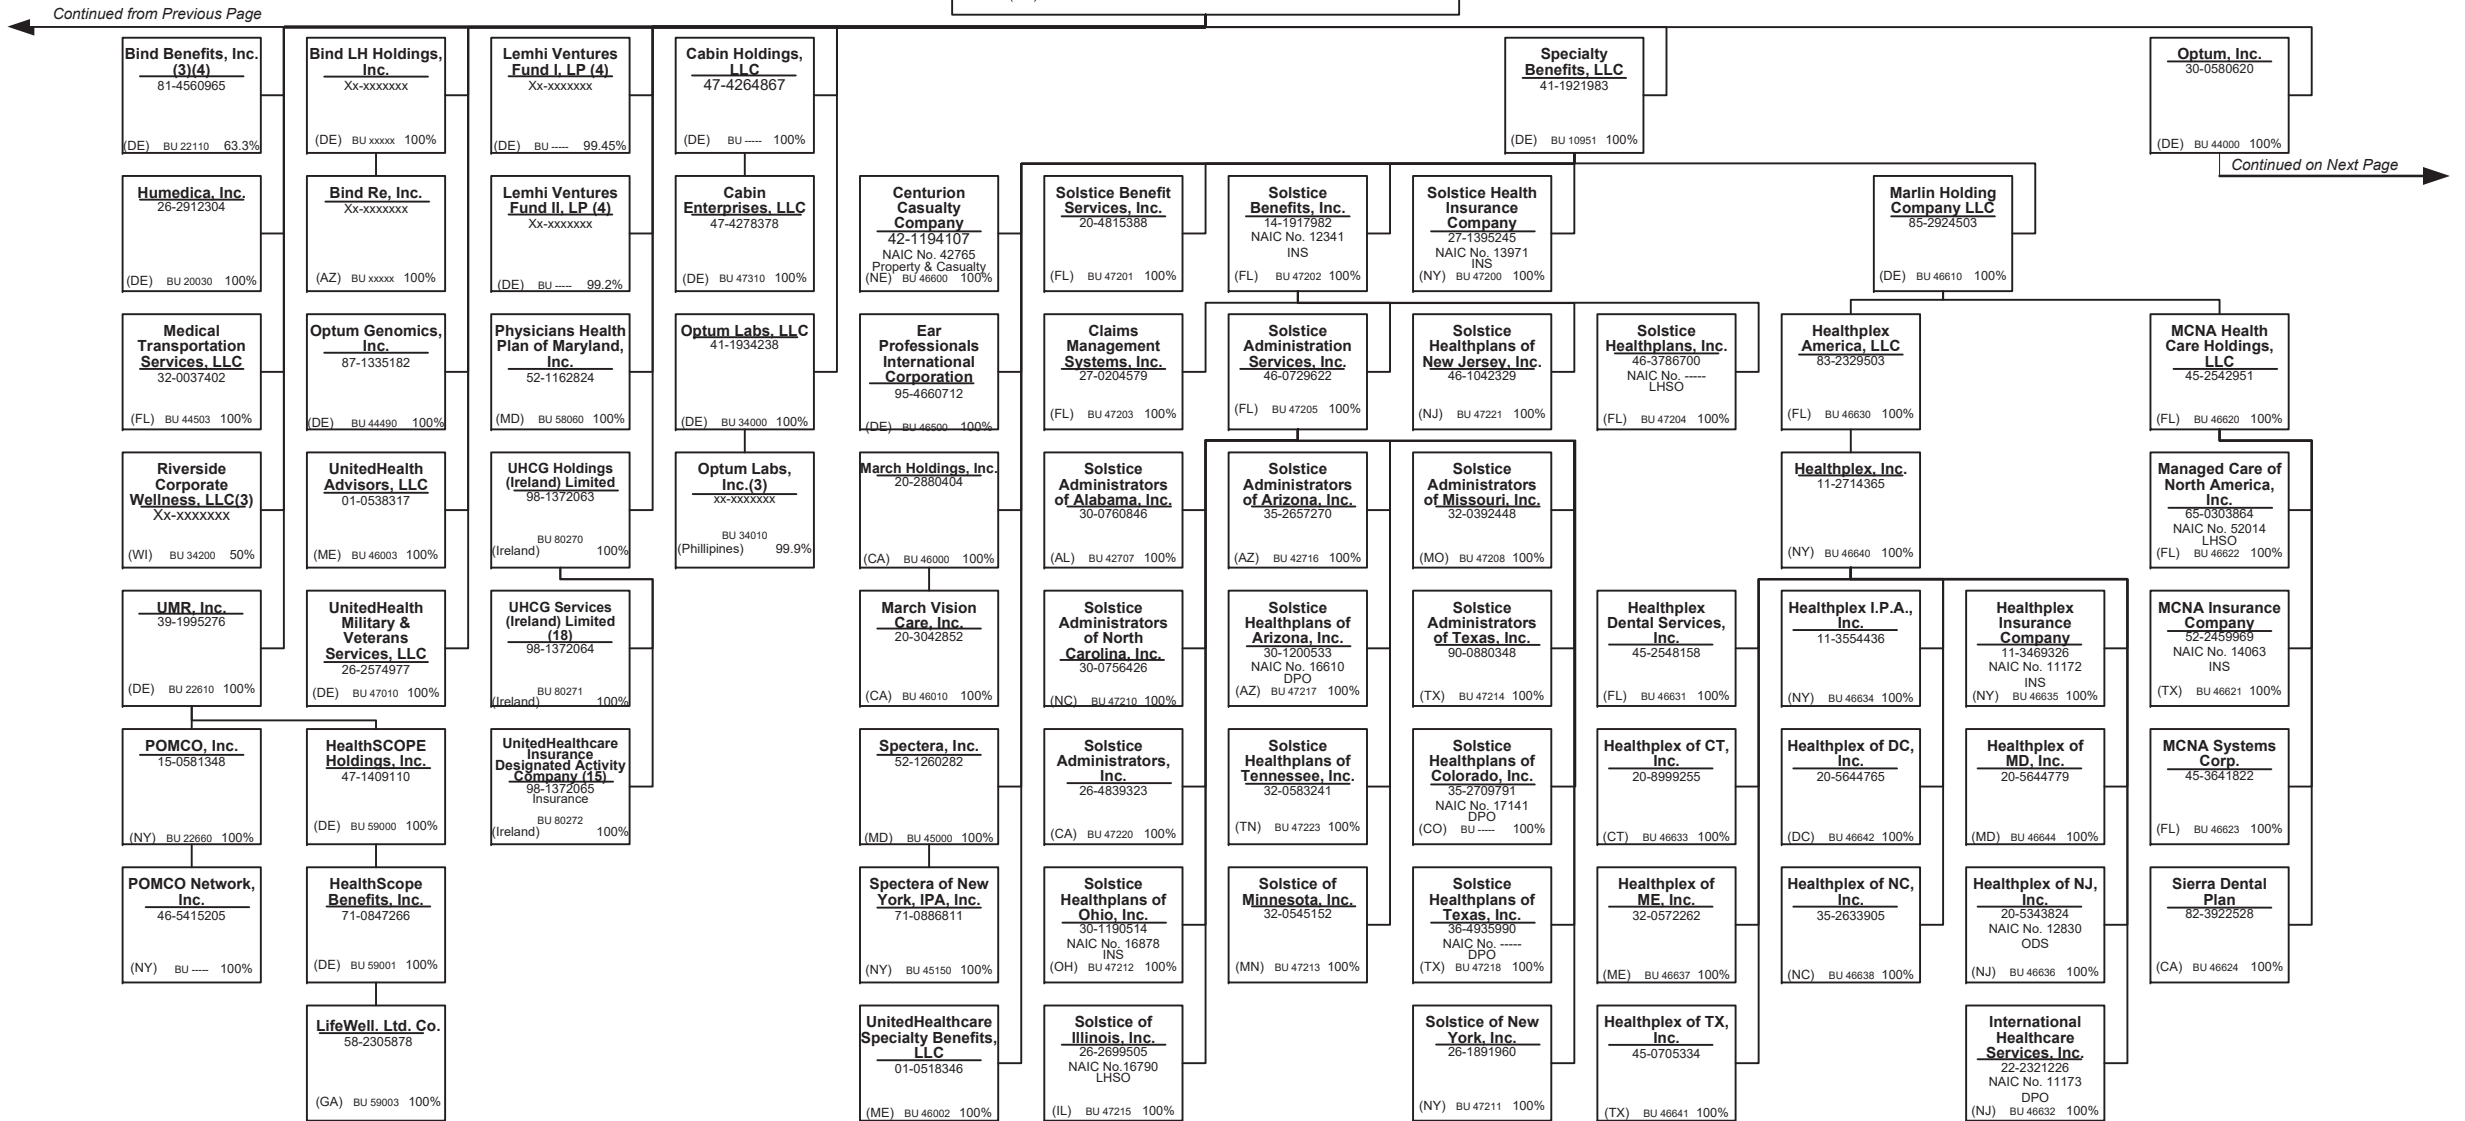 Continued from Previous Page
Bind Benefits, Inc.
(3)(4)
81-4560965
(DE) BU 22110 63.3%
Bind LH Holdings,
Inc.
Xx-xxxxxxx
(DE) BU xxxxx 100%
Lemhi Ventures
Fund I, LP (4)
Xx-xxxxxxx
(DE) BU ----- 99.45%
Cabin Holdings,
LLC
47-4264867
(DE) BU ----- 100%
Specialty
Benefits, LLC
41-1921983
(DE) BU 10951 100%
Optum, Inc.
30-0580620
(DE) BU 44000 100%
Continued on Next Page
Humedica, Inc.
26-2912304
(DE) BU 20030 100%
Bind Re, Inc.
Xx-xxxxxxx
(AZ) BU xxxxx 100%
Lemhi Ventures
Fund II, LP (4)
Xx-xxxxxxx
(DE) BU ----- 99.2%
Cabin
Enterprises, LLC
47-4278378
(DE) BU 47310 100%
Centurion
Casualty
Company
42-1194107
NAIC No. 42765
Property & Casualty
(NE) BU 46600 100%
Solstice Benefit
Services, Inc.
20-4815388
(FL) BU 47201 100%
Solstice
Benefits, Inc.
14-1917982
NAIC No. 12341
INS
(FL) BU 47202 100%
Solstice Health
Insurance
Company
27-1395245
NAIC No. 13971
INS
(NY) BU 47200 100%
Marlin Holding
Company LLC
85-2924503
(DE) BU 46610 100%
Medical
Transportation
Services, LLC
32-0037402
(FL) BU 44503 100%
Optum Genomics,
Inc.
87-1335182
(DE) BU 44490 100%
Physicians Health
Plan of Maryland,
Inc.
52-1162824
(MD) BU 58060 100%
Optum Labs, LLC
41-1934238
(DE) BU 34000 100%
Ear
Professionals
International
Corporation
95-4660712
(DE) BU 46500 100%
Claims
Management
Systems, Inc.
27-0204579
(FL) BU 47203 100%
Solstice
Administration
Services, Inc.
46-0729622
(FL) BU 47205 100%
Solstice
Healthplans of
New Jersey, Inc.
46-1042329
(NJ) BU 47221 100%
Solstice
Healthplans, Inc.
46-3786700
NAIC No. -----
LHSO
(FL) BU 47204 100%
Healthplex
America, LLC
83-2329503
(FL) BU 46630 100%
MCNA Health
Care Holdings,
LLC
45-2542951
(FL) BU 46620 100%
Riverside
Corporate
Wellness, LLC(3)
Xx-xxxxxxx
(WI) BU 34200 50%
UnitedHealth
Advisors, LLC
01-0538317
(ME) BU 46003 100%
UHCG Holdings
(Ireland) Limited
98-1372063
BU 80270
(Ireland) 100%
Optum Labs,
Inc.(3)
xx-xxxxxxx
BU 34010
(Phillipines) 99.9%
March Holdings, Inc.
20-2880404
(CA) BU 46000 100%
Solstice
Administrators
of Alabama, Inc.
30-0760846
(AL) BU 42707 100%
Solstice
Administrators
of Arizona, Inc.
35-2657270
(AZ) BU 42716 100%
Solstice
Administrators
of Missouri, Inc.
32-0392448
(MO) BU 47208 100%
Healthplex, Inc.
11-2714365
(NY) BU 46640 100%
Managed Care of
North America,
Inc.
65-0303864
NAIC No. 52014
LHSO
(FL) BU 46622 100%
UMR, Inc.
39-1995276
(DE) BU 22610 100%
UnitedHealth
Military &
Veterans
Services, LLC
26-2574977
(DE) BU 47010 100%
UHCG Services
(Ireland) Limited
(18)
98-1372064
BU 80271
(Ireland) 100%
March Vision
Care, Inc.
20-3042852
(CA) BU 46010 100%
Solstice
Administrators
of North
Carolina, Inc.
30-0756426
(NC) BU 47210 100%
Solstice
Healthplans of
Arizona, Inc.
30-1200533
NAIC No. 16610
DPO
(AZ) BU 47217 100%
Solstice
Administrators
of Texas, Inc.
90-0880348
(TX) BU 47214 100%
Healthplex
Dental Services,
Inc.
45-2548158
(FL) BU 46631 100%
Healthplex I.P.A.,
Inc.
11-3554436
(NY) BU 46634 100%
Healthplex
Insurance
Company
11-3469326
NAIC No. 11172
INS
(NY) BU 46635 100%
MCNA Insurance
Company
52-2459969
NAIC No. 14063
INS
(TX) BU 46621 100%
POMCO, Inc.
15-0581348
(NY) BU 22660 100%
HealthSCOPE
Holdings, Inc.
47-1409110
(DE) BU 59000 100%
UnitedHealthcare
Insurance
Designated Activity
Company (15)
98-1372065
Insurance
BU 80272
(Ireland) 100%
Spectera, Inc.
52-1260282
(MD) BU 45000 100%
Solstice
Administrators,
Inc.
26-4839323
(CA) BU 47220 100%
Solstice
Healthplans of
Tennessee, Inc.
32-0583241
(TN) BU 47223 100%
Solstice
Healthplans of
Colorado, Inc.
35-2709791
NAIC No. 17141
DPO
(CO) BU ----- 100%
Healthplex of CT,
Inc.
20-8999255
(CT) BU 46633 100%
Healthplex of DC,
Inc.
20-5644765
(DC) BU 46642 100%
Healthplex of
MD, Inc.
20-5644779
(MD) BU 46644 100%
MCNA Systems
Corp.
45-3641822
(FL) BU 46623 100%
POMCO Network,
Inc.
46-5415205
(NY) BU ----- 100%
HealthScope
Benefits, Inc.
71-0847266
(DE) BU 59001 100%
Spectera of New
York, IPA, Inc.
71-0886811
(NY) BU 45150 100%
Solstice
Healthplans of
Ohio, Inc.
30-1190514
NAIC No. 16878
INS
(OH) BU 47212 100%
Solstice of
Minnesota, Inc.
32-0545152
(MN) BU 47213 100%
Solstice
Healthplans of
Texas, Inc.
36-4935990
NAIC No. -----
DPO
(TX) BU 47218 100%
Healthplex of
ME, Inc.
32-0572262
(ME) BU 46637 100%
Healthplex of NC,
Inc.
35-2633905
(NC) BU 46638 100%
Healthplex of NJ,
Inc.
20-5343824
NAIC No. 12830
ODS
(NJ) BU 46636 100%
Sierra Dental
Plan
82-3922528
(CA) BU 46624 100%
LifeWell. Ltd. Co.
58-2305878
(GA) BU 59003 100%
UnitedHealthcare
Specialty Benefits,
LLC
01-0518346
(ME) BU 46002 100%
Solstice of
Illinois, Inc.
26-2699505
NAIC No.16790
LHSO
(IL) BU 47215 100%
Solstice of New
York, Inc.
26-1891960
(NY) BU 47211 100%
Healthplex of TX,
Inc.
45-0705334
(TX) BU 46641 100%
International
Healthcare
Services, Inc.
22-2321226
NAIC No. 11173
DPO
(NJ) BU 46632 100%